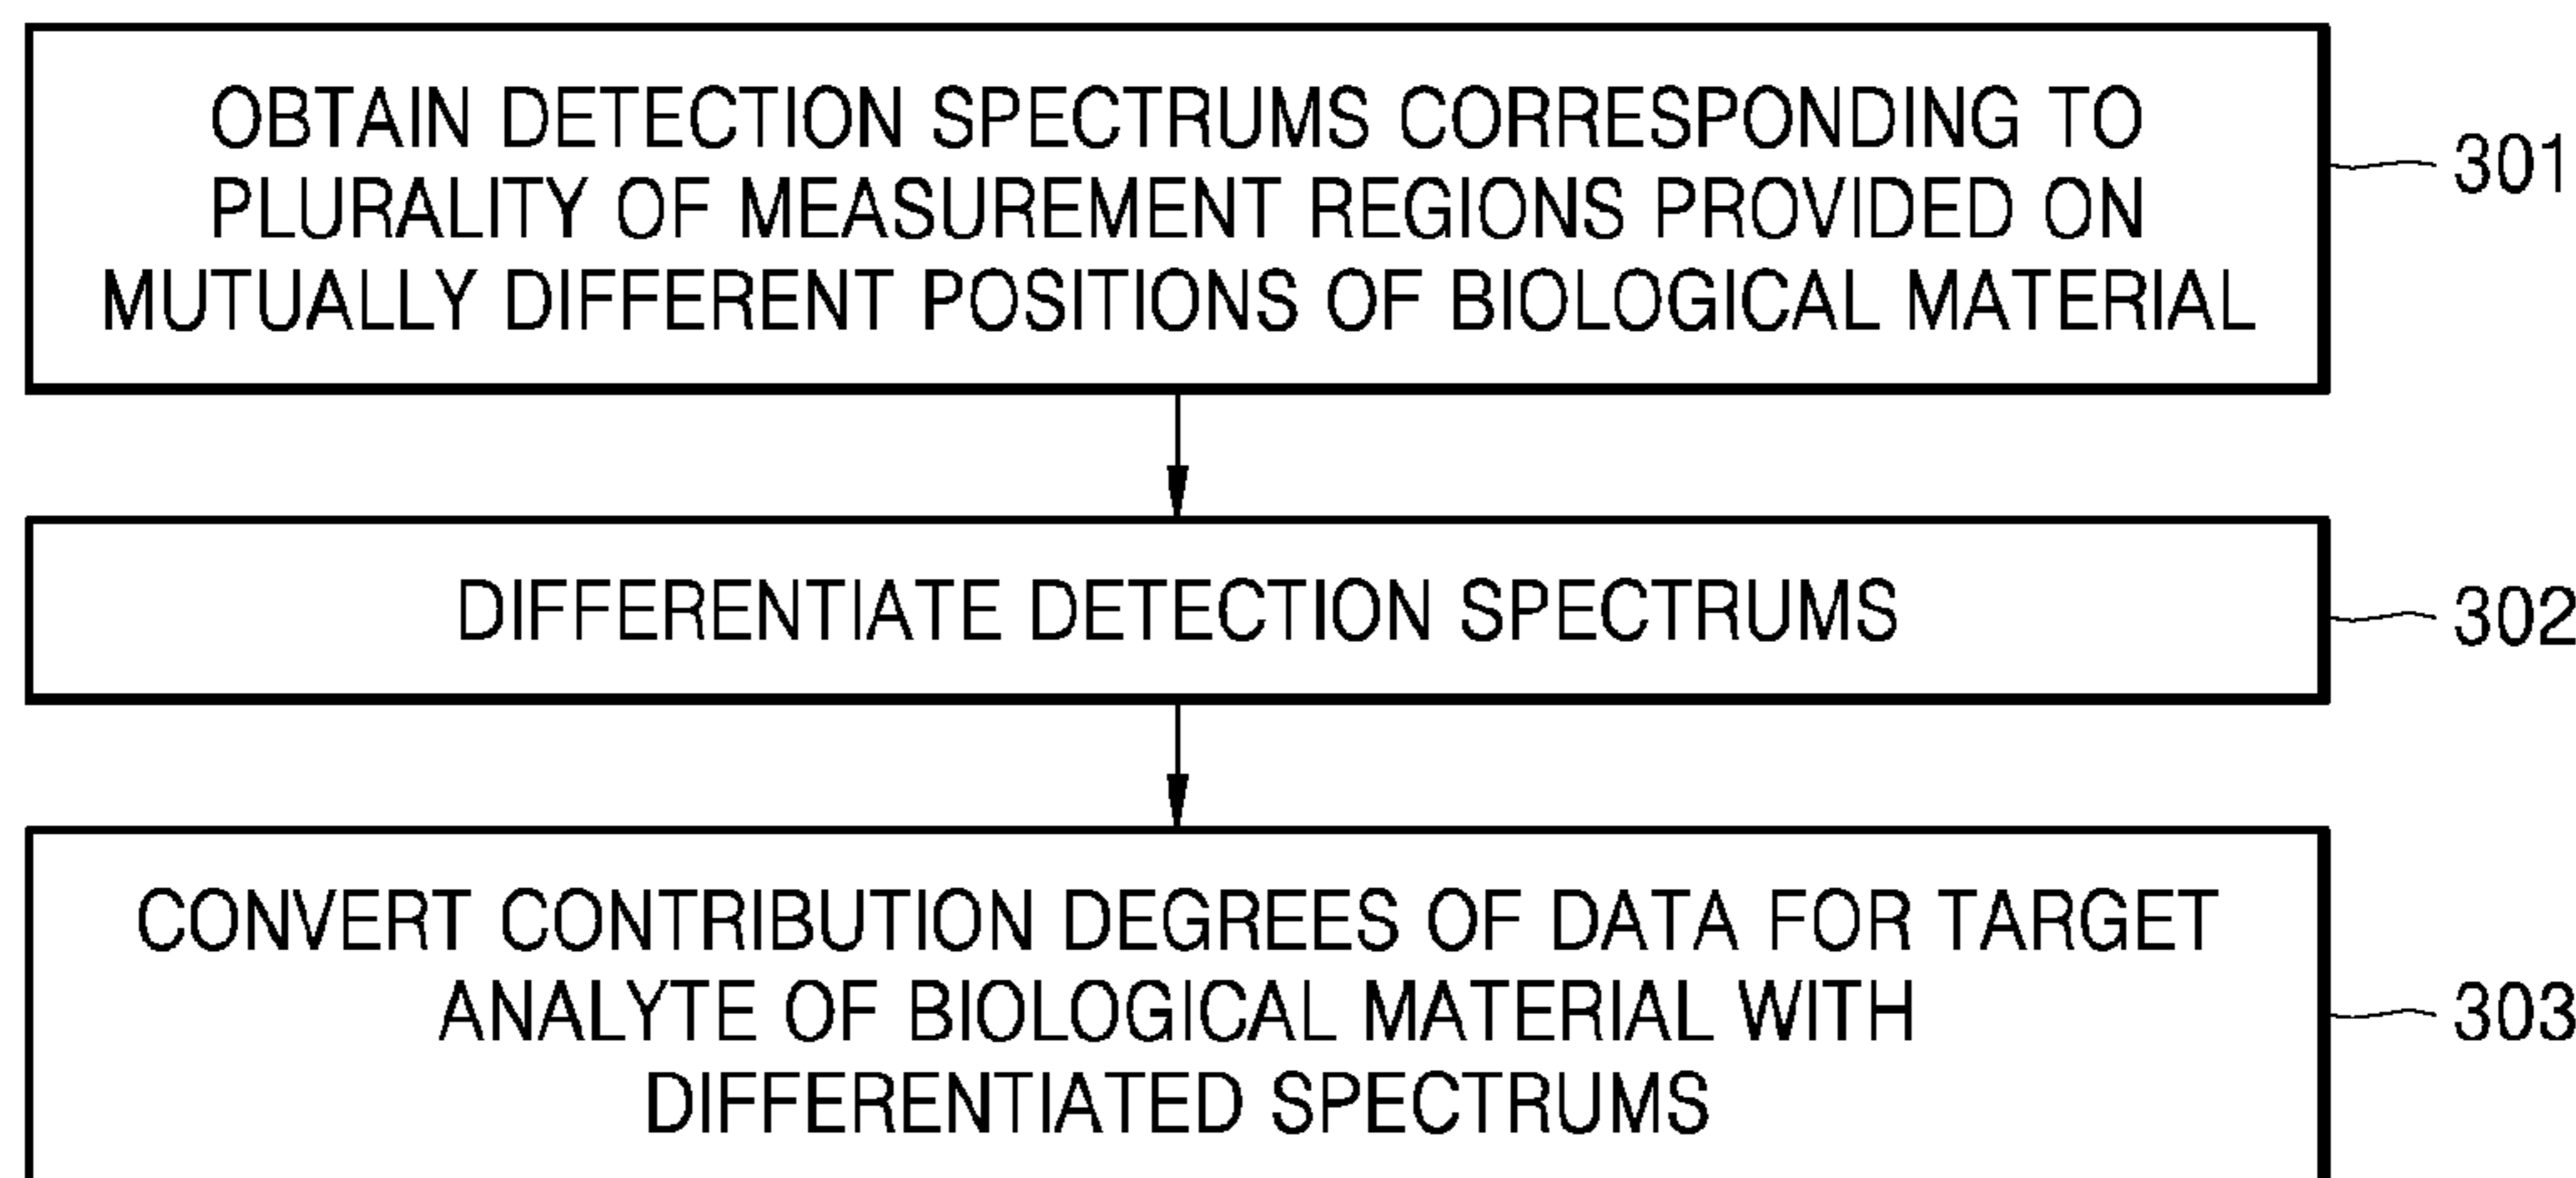 OBTAIN DETECTION SPECTRUMS CORRESPONDING TO
PLURALITY OF MEASUREMENT REGIONS PROVIDED ON
MUTUALLY DIFFERENT POSITIONS OF BIOLOGICAL MATERIAL
301
DIFFERENTIATE DETECTION SPECTRUMS
302
CONVERT CONTRIBUTION DEGREES OF DATA FOR TARGET
ANALYTE OF BIOLOGICAL MATERIAL WITH
DIFFERENTIATED SPECTRUMS
303